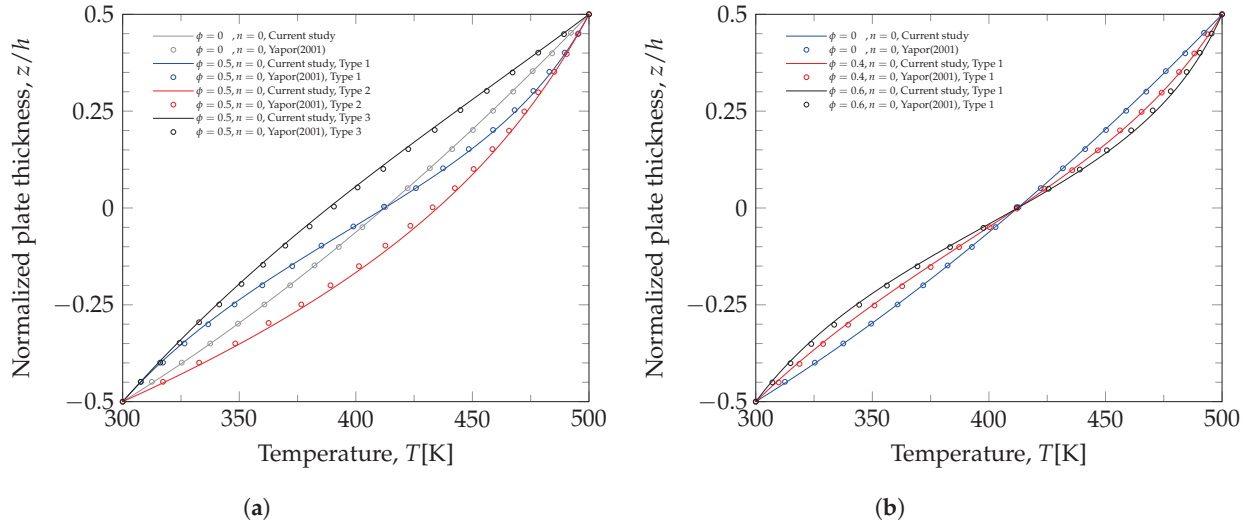 0.5
0.25
0
−0.25
−0.5
Normalized plate thickness, z/h
ϕ = 0 , n = 0, Current study
ϕ = 0 , n = 0, Yapor(2001)
ϕ = 0.5, n = 0, Current study, Type 1
ϕ = 0.5, n = 0, Yapor(2001), Type 1
ϕ = 0.5, n = 0, Current study, Type 2
ϕ = 0.5, n = 0, Yapor(2001), Type 2
ϕ = 0.5, n = 0, Current study, Type 3
ϕ = 0.5, n = 0, Yapor(2001), Type 3
300 350 400 450 500
Temperature, T[K]
(a)
0.5
0.25
0
−0.25
−0.5
Normalized plate thickness, z/h
ϕ = 0 , n = 0, Current study
ϕ = 0 , n = 0, Yapor(2001)
ϕ = 0.4, n = 0, Current study, Type 1
ϕ = 0.4, n = 0, Yapor(2001), Type 1
ϕ = 0.6, n = 0, Current study, Type 1
ϕ = 0.6, n = 0, Yapor(2001), Type 1
300 350 400 450 500
Temperature, T[K]
(b)